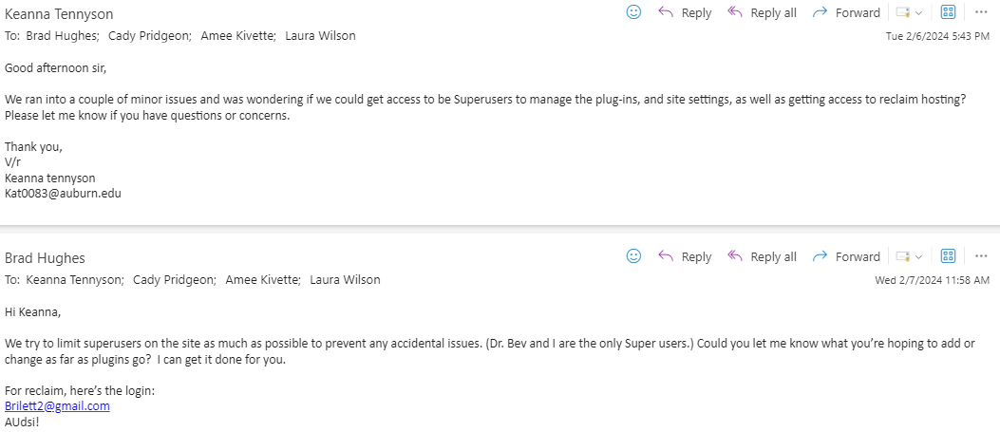 Keanna Tennyson
Reply Reply all Forward
To: Brad Hughes; Cady Pridgeon; Amee Kivette; Laura Wilson
Tue 2/6/2024 5:43 PM
Good afternoon sir,
We ran into a couple of minor issues and was wondering if we could get access to be Superusers to manage the plug-ins, and site settings, as well as getting access to reclaim hosting?
Please let me know if you have questions or concerns.
Thank you,
V/r
Keanna tennyson
Kat0083@auburn.edu
Brad Hughes
Reply Reply all Forward
To: Keanna Tennyson; Cady Pridgeon; Amee Kivette; Laura Wilson
Wed 2/7/2024 11:58 AM
Hi Keanna,
We try to limit superusers on the site as much as possible to prevent any accidental issues. (Dr. Bev and I are the only Super users.) Could you let me know what you're hoping to add or
change as far as plugins go? I can get it done for you.
For reclaim, here's the login:
Brilett2@gmail.com
AUdsi!